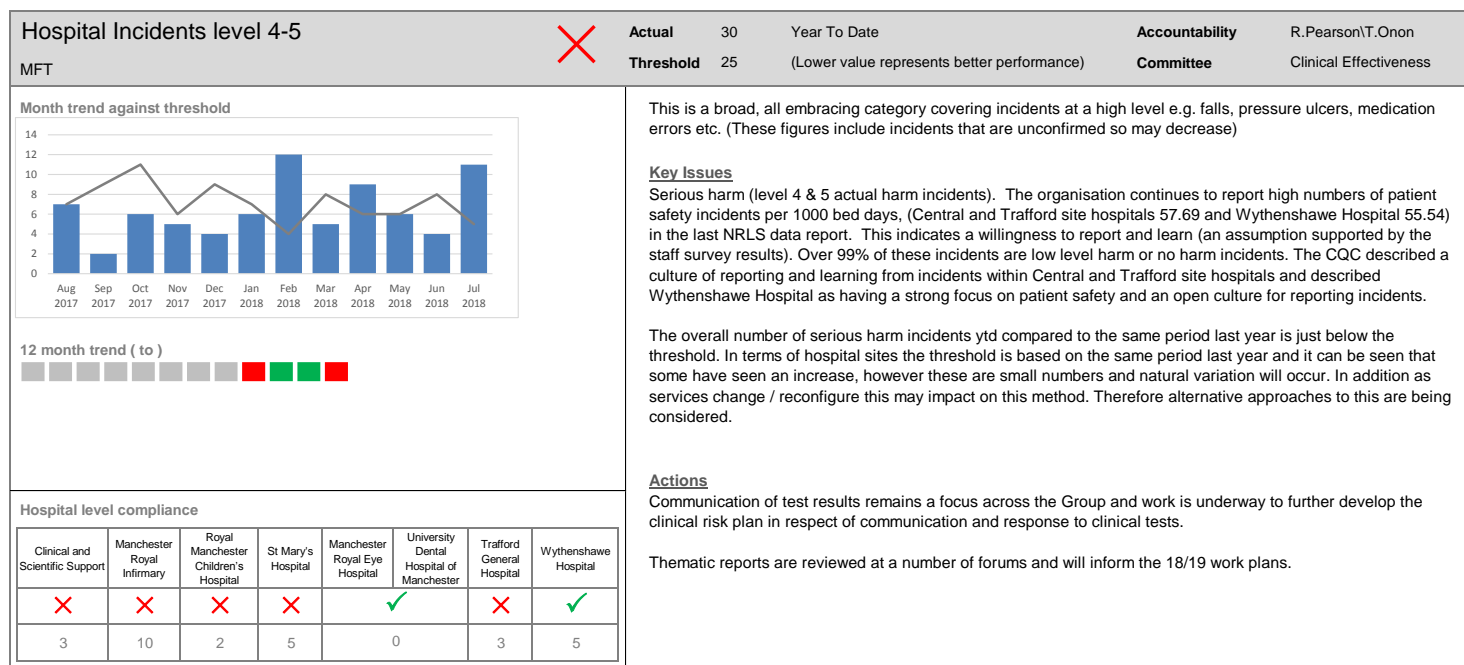 Hospital Incidents level 4-5
MFT
Actual 30 Year To Date
Threshold 25 (Lower value represents better performance)
Accountability R.Pearson\T.Onon
Committee Clinical Effectiveness
Month trend against threshold
14
12
10
8
6
4
2
0
Aug Sep Oct Nov Dec Jan Feb Mar Apr May Jun Jul
2017 2017 2017 2017 2017 2018 2018 2018 2018 2018 2018 2018
12 month trend ( to )
Hospital level compliance
Clinical and
Scientific Support
Manchester
Royal
Infirmary
Royal
Manchester
Children's
Hospital
St Mary's
Hospital
Manchester
Royal Eye
Hospital
University
Dental
Hospital of
Manchester
Trafford
General
Hospital
Wythenshawe
Hospital
3 10 2 5 0 3 5
This is a broad, all embracing category covering incidents at a high level e.g. falls, pressure ulcers, medication
errors etc. (These figures include incidents that are unconfirmed so may decrease)
Key Issues
Serious harm (level 4 & 5 actual harm incidents).  The organisation continues to report high numbers of patient
safety incidents per 1000 bed days, (Central and Trafford site hospitals 57.69 and Wythenshawe Hospital 55.54)
in the last NRLS data report.  This indicates a willingness to report and learn (an assumption supported by the
staff survey results). Over 99% of these incidents are low level harm or no harm incidents. The CQC described a
culture of reporting and learning from incidents within Central and Trafford site hospitals and described
Wythenshawe Hospital as having a strong focus on patient safety and an open culture for reporting incidents.
The overall number of serious harm incidents ytd compared to the same period last year is just below the
threshold. In terms of hospital sites the threshold is based on the same period last year and it can be seen that
some have seen an increase, however these are small numbers and natural variation will occur. In addition as
services change / reconfigure this may impact on this method. Therefore alternative approaches to this are being
considered.
Actions
Communication of test results remains a focus across the Group and work is underway to further develop the
clinical risk plan in respect of communication and response to clinical tests.
Thematic reports are reviewed at a number of forums and will inform the 18/19 work plans.